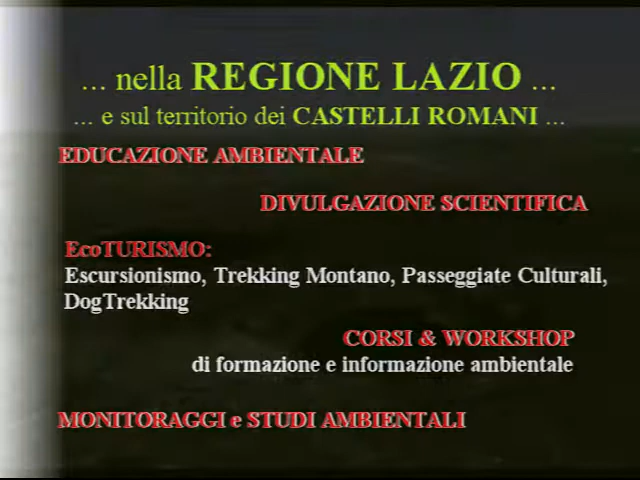 ... nella REGIONE LAZIO ...
... e sul territorio dei CASTELLI ROMANI ...
EDUCAZIONE AMBIENTALE
DIVULGAZIONE SCIENTIFICA
EcoTURISMO:
Escursionismo, Trekking Montano, Passeggiate Culturali,
DogTrekking
CORSI & WORKSHOP
di formazione e informazione ambientale
MONITORAGGI e STUDI AMBIENTALI